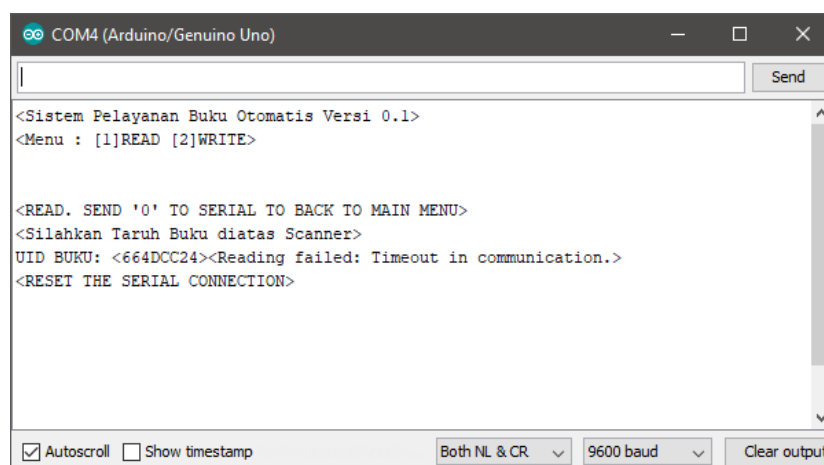 COM4 (Arduino/Genuino Uno)
Send
<Sistem Pelayanan Buku Otomatis Versi 0.1>
<Menu : [1]READ [2]WRITE>
<READ. SEND '0' TO SERIAL TO BACK TO MAIN MENU>
<Silahkan Taruh Buku diatas Scanner>
UID BUKU: <664DCC24><Reading failed: Timeout in communication.>
<RESET THE SERIAL CONNECTION>
Autoscroll Show timestamp Both NL & CR 9600 baud Clear output